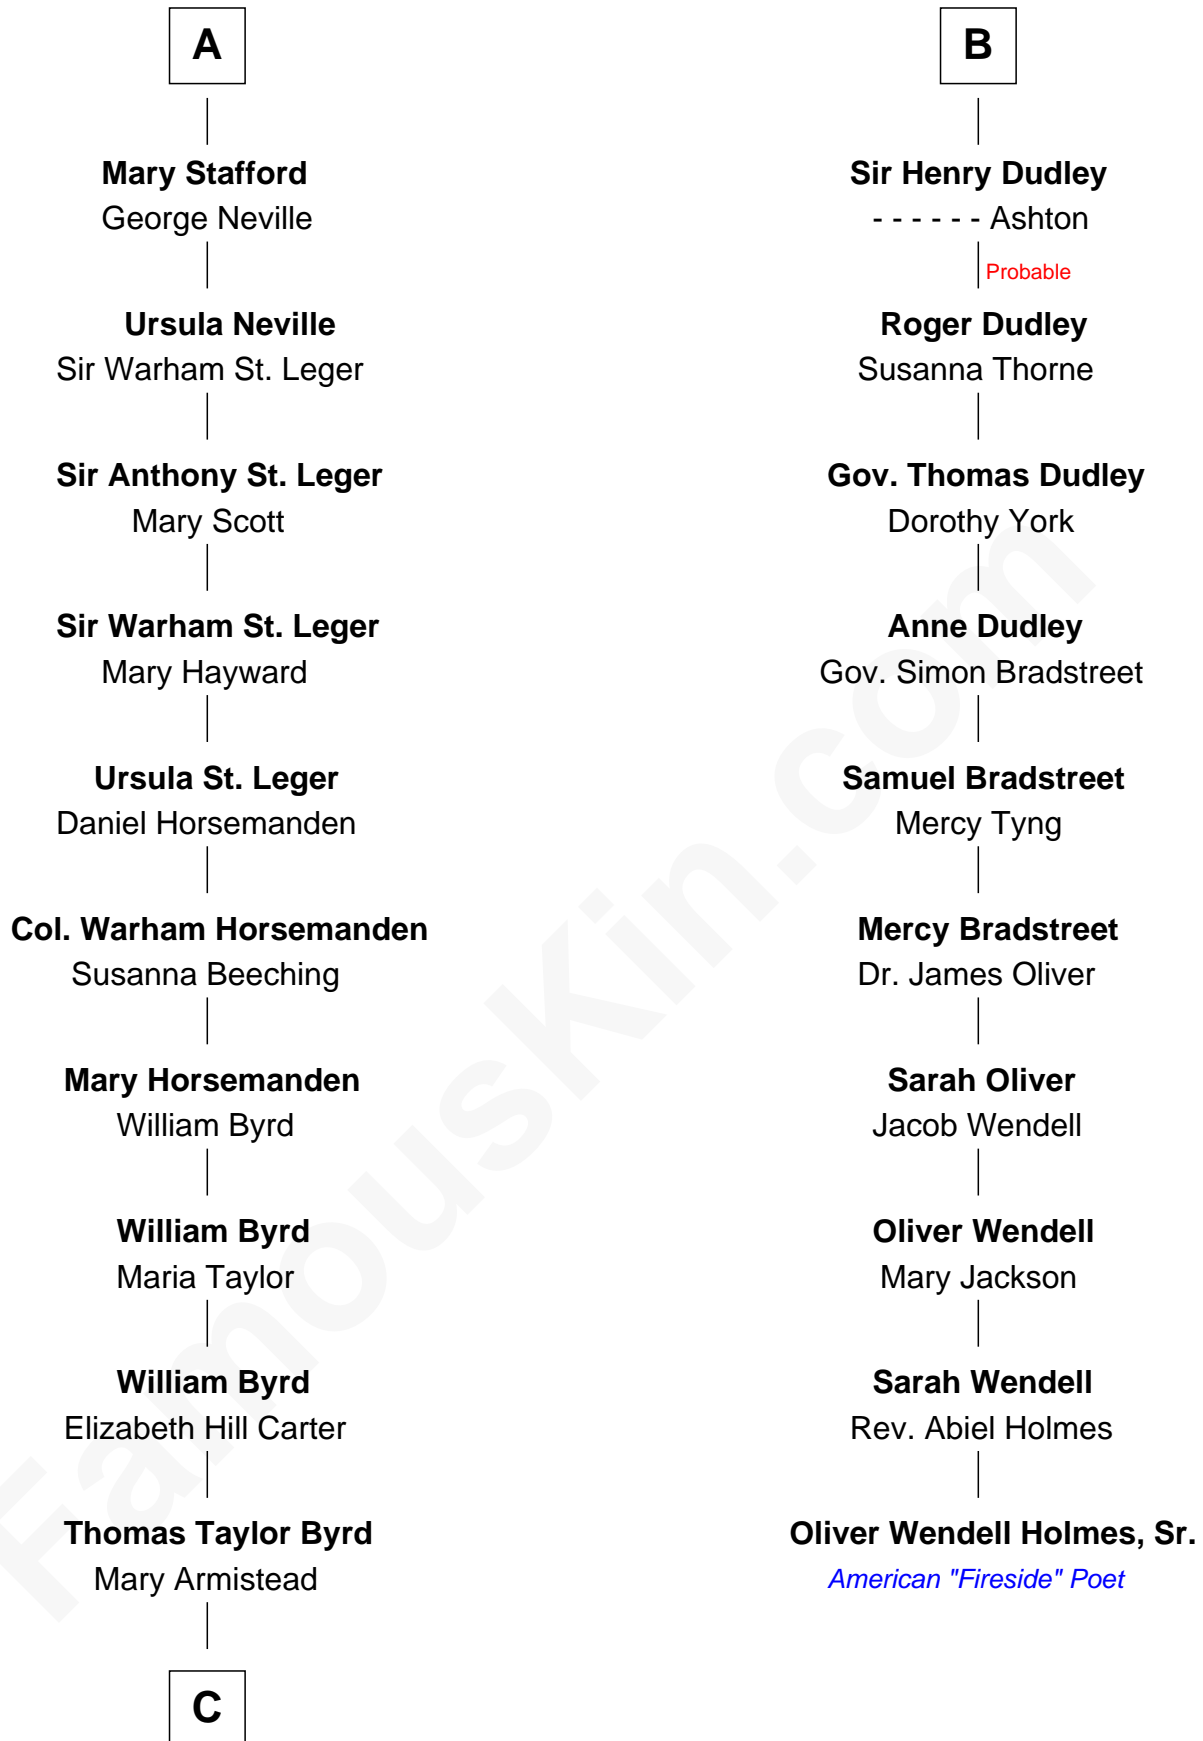 A
Mary Stafford
George Neville
Ursula Neville
Sir Warham St. Leger
Sir Anthony St. Leger
Mary Scott
Sir Warham St. Leger
Mary Hayward
Ursula St. Leger
Daniel Horsemanden
Col. Warham Horsemanden
Susanna Beeching
Mary Horsemanden
William Byrd
William Byrd
Maria Taylor
William Byrd
Elizabeth Hill Carter
Thomas Taylor Byrd
Mary Armistead
C
B
Sir Henry Dudley
- - - - - - Ashton
Probable
Roger Dudley
Susanna Thorne
Gov. Thomas Dudley
Dorothy York
Anne Dudley
Gov. Simon Bradstreet
Samuel Bradstreet
Mercy Tyng
Mercy Bradstreet
Dr. James Oliver
Sarah Oliver
Jacob Wendell
Oliver Wendell
Mary Jackson
Sarah Wendell
Rev. Abiel Holmes
Oliver Wendell Holmes, Sr.
American "Fireside" Poet
FamousKin.com